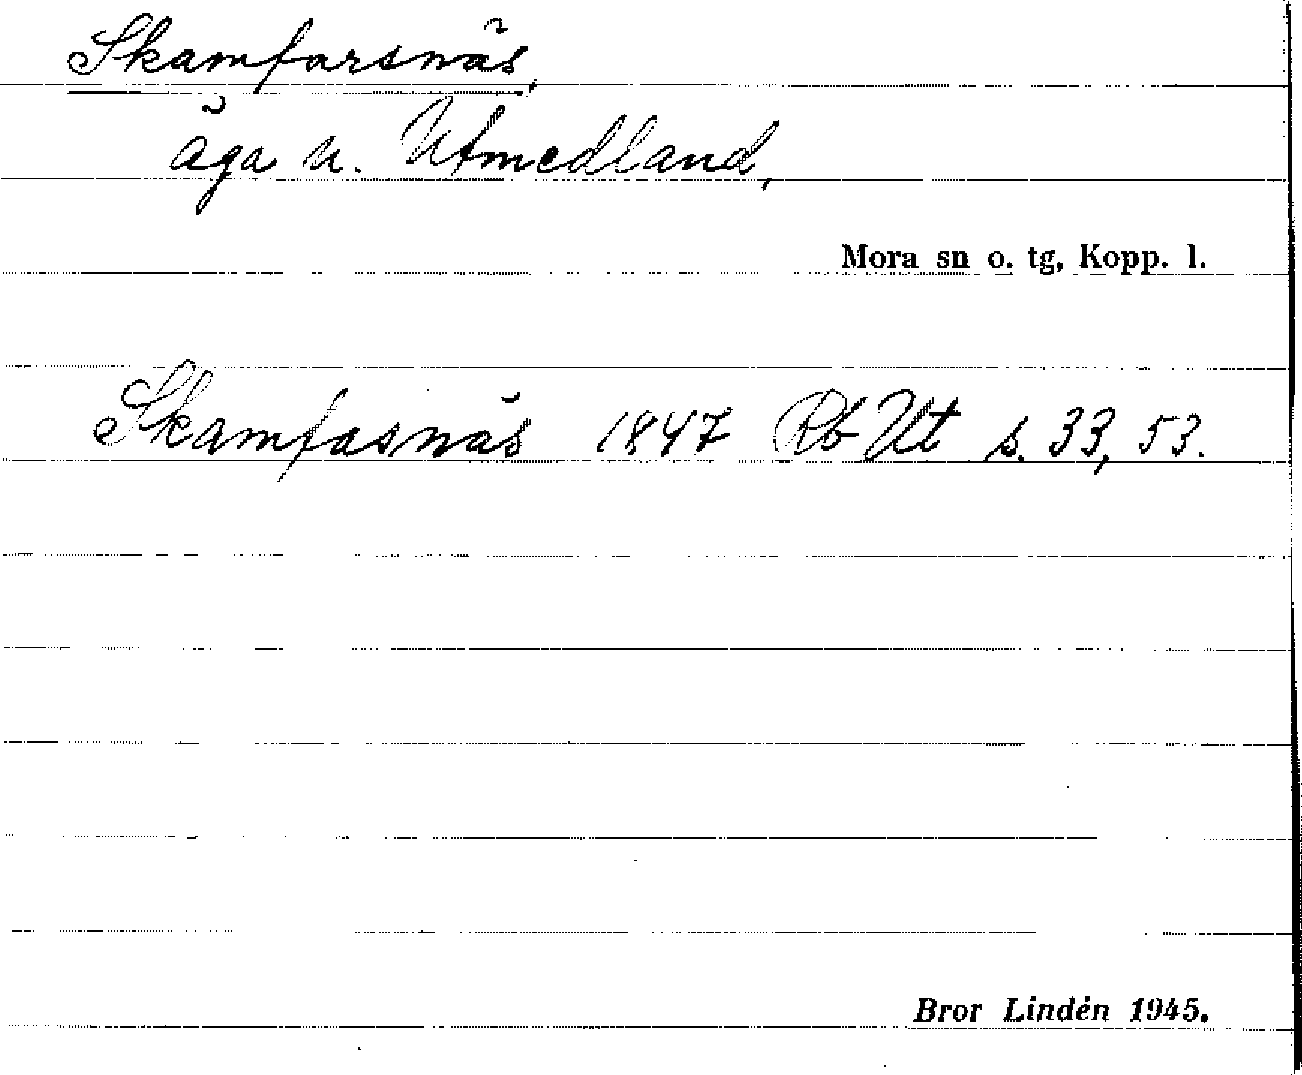 Skamfarsnäs,
äga u. Utmedland,
Mora sn o. tg, Kopp. l.
Skamfasnäs 1847 Rb Ut s. 33, 53.
Bror Lindén 1945.